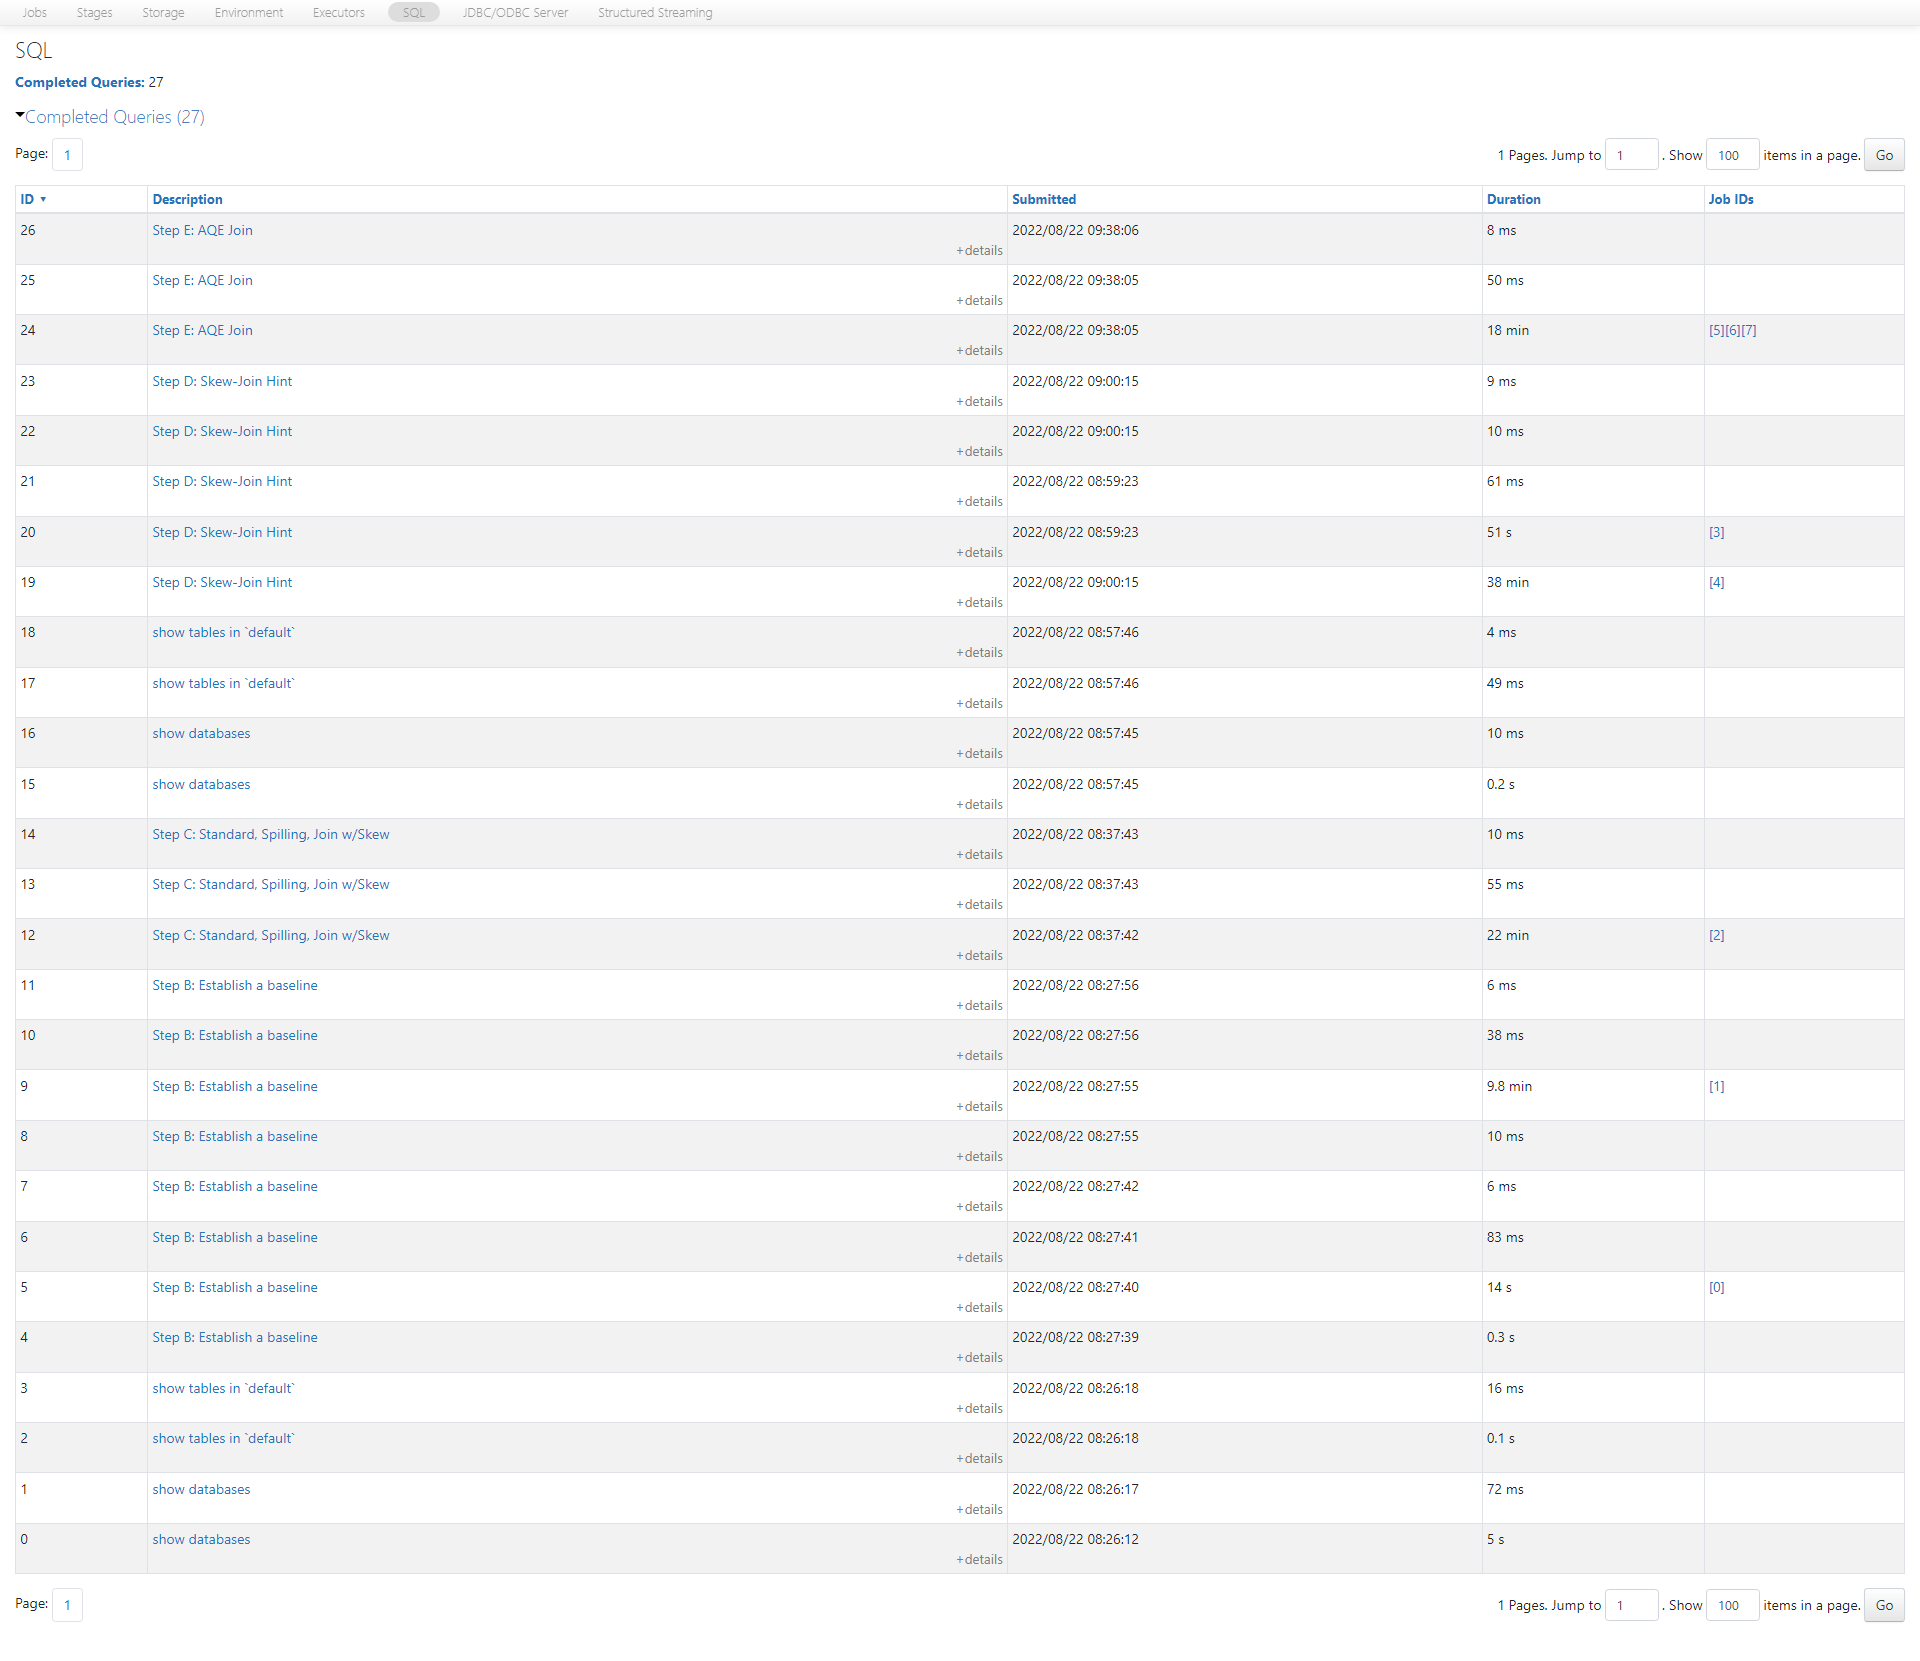 Jobs Stages Storage Environment Executors SQL JDBC/ODBC Server Structured Streaming
SQL
Completed Queries: 27
Completed Queries (27)
Page: 1 1 Pages. Jump to 1 . Show 100 items in a page. Go
ID ▾ Description Submitted Duration Job IDs
26 Step E: AQE Join 2022/08/22 09:38:06 8 ms
+details
25 Step E: AQE Join 2022/08/22 09:38:05 50 ms
+details
24 Step E: AQE Join 2022/08/22 09:38:05 18 min [5][6][7]
+details
23 Step D: Skew-Join Hint 2022/08/22 09:00:15 9 ms
+details
22 Step D: Skew-Join Hint 2022/08/22 09:00:15 10 ms
+details
21 Step D: Skew-Join Hint 2022/08/22 08:59:23 61 ms
+details
20 Step D: Skew-Join Hint 2022/08/22 08:59:23 51 s [3]
+details
19 Step D: Skew-Join Hint 2022/08/22 09:00:15 38 min [4]
+details
18 show tables in `default` 2022/08/22 08:57:46 4 ms
+details
17 show tables in `default` 2022/08/22 08:57:46 49 ms
+details
16 show databases 2022/08/22 08:57:45 10 ms
+details
15 show databases 2022/08/22 08:57:45 0.2 s
+details
14 Step C: Standard, Spilling, Join w/Skew 2022/08/22 08:37:43 10 ms
+details
13 Step C: Standard, Spilling, Join w/Skew 2022/08/22 08:37:43 55 ms
+details
12 Step C: Standard, Spilling, Join w/Skew 2022/08/22 08:37:42 22 min [2]
+details
11 Step B: Establish a baseline 2022/08/22 08:27:56 6 ms
+details
10 Step B: Establish a baseline 2022/08/22 08:27:56 38 ms
+details
9 Step B: Establish a baseline 2022/08/22 08:27:55 9.8 min [1]
+details
8 Step B: Establish a baseline 2022/08/22 08:27:55 10 ms
+details
7 Step B: Establish a baseline 2022/08/22 08:27:42 6 ms
+details
6 Step B: Establish a baseline 2022/08/22 08:27:41 83 ms
+details
5 Step B: Establish a baseline 2022/08/22 08:27:40 14 s [0]
+details
4 Step B: Establish a baseline 2022/08/22 08:27:39 0.3 s
+details
3 show tables in `default` 2022/08/22 08:26:18 16 ms
+details
2 show tables in `default` 2022/08/22 08:26:18 0.1 s
+details
1 show databases 2022/08/22 08:26:17 72 ms
+details
0 show databases 2022/08/22 08:26:12 5 s
+details
Page: 1 1 Pages. Jump to 1 . Show 100 items in a page. Go